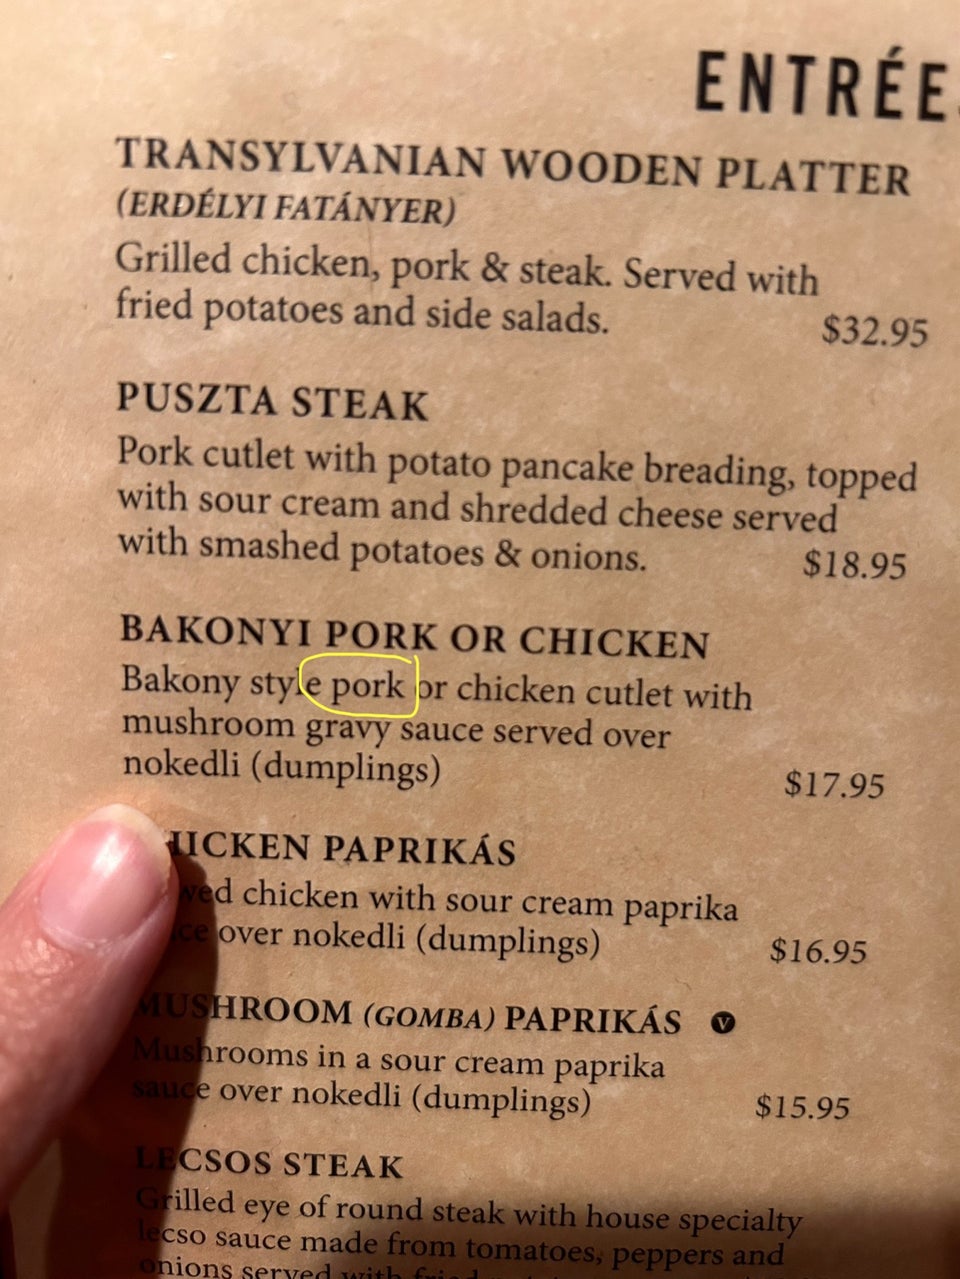 ENTRÉES
TRANSYLVANIAN WOODEN PLATTER
(ERDÉLYI FATÁNYER)
Grilled chicken, pork & steak. Served with
fried potatoes and side salads.
$32.95
PUSZTA STEAK
Pork cutlet with potato pancake breading, topped
with sour cream and shredded cheese served
with smashed potatoes & onions.
$18.95
BAKONYI PORK OR CHICKEN
Bakony style pork or chicken cutlet with
mushroom gravy sauce served over
nokedli (dumplings)
$17.95
CHICKEN PAPRIKÁS
chicken with sour cream paprika
over nokedli (dumplings)
$16.95
MUSHROOM (GOMBA) PAPRIKÁS V
Mushrooms in a sour cream paprika
sauce over nokedli (dumplings)
$15.95
LECSOS STEAK
Grilled eye of round steak with house specialty
lecso sauce made from tomatoes, peppers and
onions served with